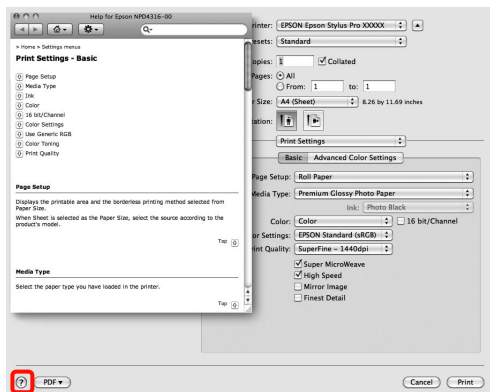 Help for Epson NPD4316-00
> Home > Settings menus
Print Settings - Basic
Page Setup
Media Type
Ink
Color
16 bit/Channel
Color Settings
Use Generic RGB
Color Toning
Print Quality
Page Setup
Displays the printable area and the borderless printing method selected from
Paper Size.
When Sheet is selected as the Paper Size, select the source according to the
product's model.
Top
Media Type
Select the paper type you have loaded in the printer.
Top
rinter: EPSON Epson Stylus Pro XXXXX
esets: Standard
opies: 1 Collated
Pages: All
From: 1 to: 1
r Size: A4 (Sheet) 8.26 by 11.69 inches
tation:
Print Settings
Basic Advanced Color Settings
Page Setup: Roll Paper
Media Type: Premium Glossy Photo Paper
Ink: Photo Black
Color: Color 16 bit/Channel
or Settings: EPSON Standard (sRGB)
rint Quality: SuperFine - 1440dpi
Super MicroWeave
High Speed
Mirror Image
Finest Detail
? PDF Cancel Print